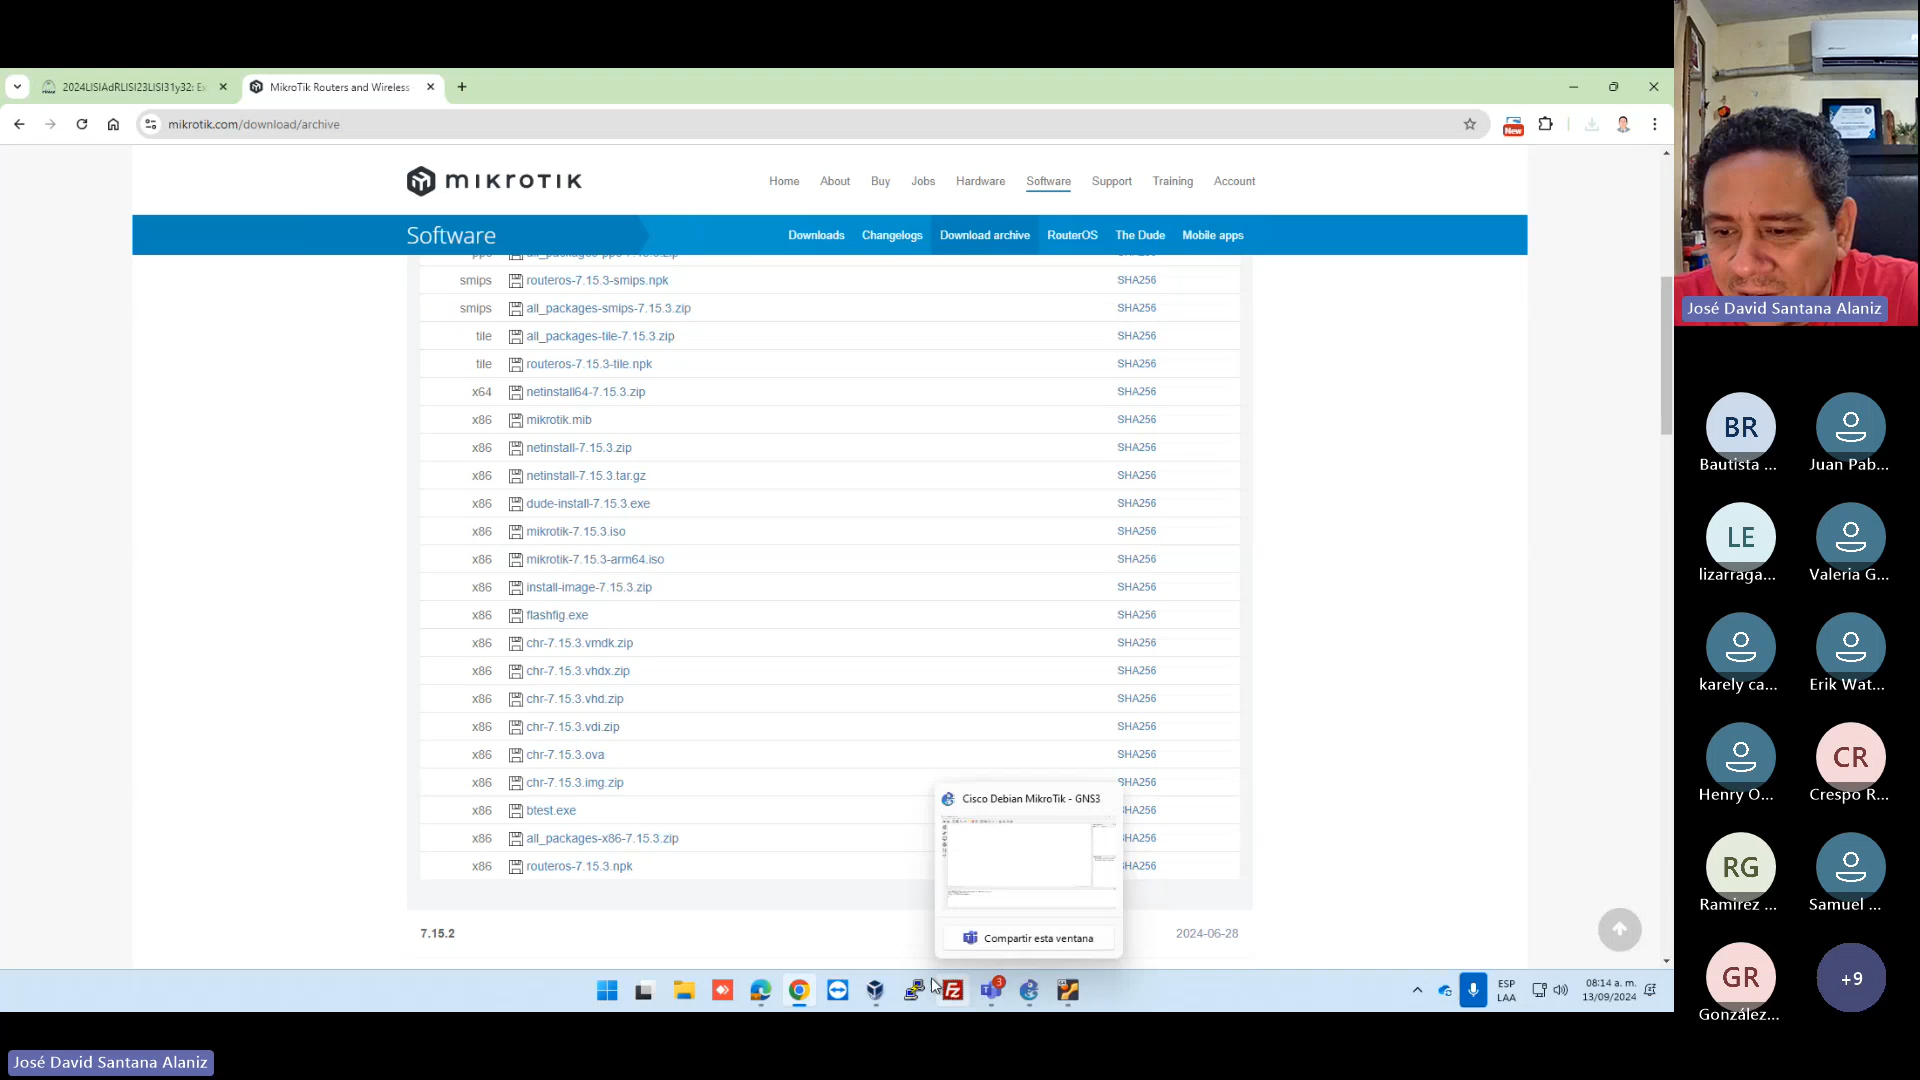 2024LISIAdRLISI23LISI31y32: Ex
MikroTik Routers and Wireless
mikrotik.com/download/archive
New
MIKROTIK
Home
About
Buy
Jobs
Hardware
Software
Support
Training
Account
Software
Downloads
Changelogs
Download archive
RouterOS
The Dude
Mobile apps
smips routeros-7.15.3-smips.npk SHA256
smips all_packages-smips-7.15.3.zip SHA256
tile all_packages-tile-7.15.3.zip SHA256
tile routeros-7.15.3-tile.npk SHA256
x64 netinstall64-7.15.3.zip SHA256
x86 mikrotik.mib SHA256
x86 netinstall-7.15.3.zip SHA256
x86 netinstall-7.15.3.tar.gz SHA256
x86 dude-install-7.15.3.exe SHA256
x86 mikrotik-7.15.3.iso SHA256
x86 mikrotik-7.15.3-arm64.iso SHA256
x86 install-image-7.15.3.zip SHA256
x86 flashfig.exe SHA256
x86 chr-7.15.3.vmdk.zip SHA256
x86 chr-7.15.3.vhdx.zip SHA256
x86 chr-7.15.3.vhd.zip SHA256
x86 chr-7.15.3.vdi.zip SHA256
x86 chr-7.15.3.ova SHA256
x86 chr-7.15.3.img.zip SHA256
x86 btest.exe HA256
x86 all_packages-x86-7.15.3.zip HA256
x86 routeros-7.15.3.npk HA256
7.15.2 2024-06-28
Cisco Debian MikroTik - GNS3
Compartir esta ventana
Fz
3
ESP
LAA
08:14 a. m.
13/09/2024
José David Santana Alaniz
BR
Bautista ...
Juan Pab...
LE
lizarraga...
Valeria G...
karely ca...
Erik Wat...
Henry O...
CR
Crespo R...
RG
Ramirez ...
Samuel ...
GR
González...
+9
José David Santana Alaniz